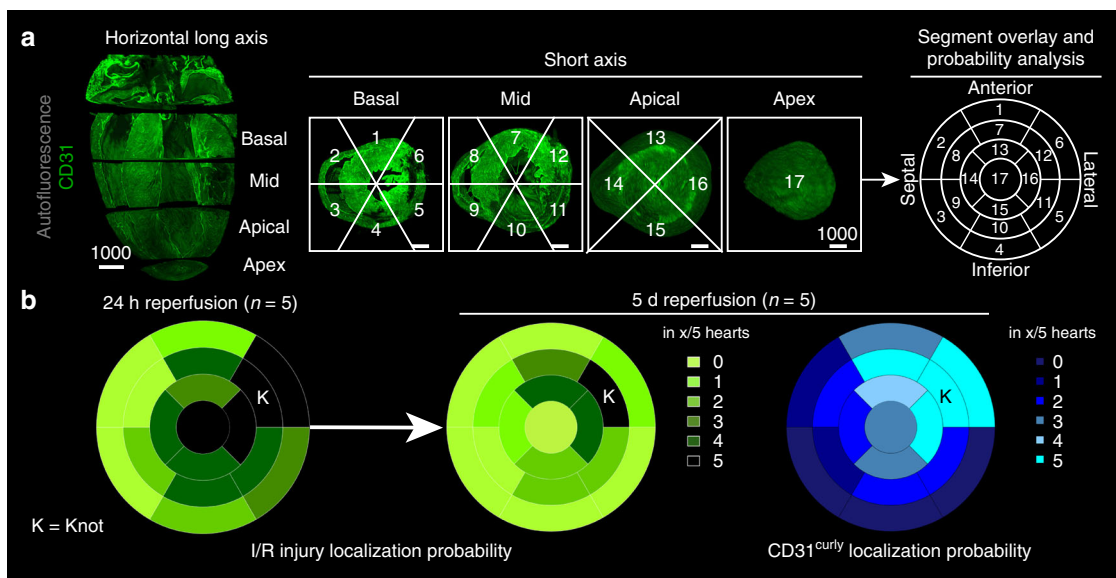 a
Horizontal long axis
Autofluorescence
CD31
Basal
Mid
Apical
Apex
1000
Short axis
Basal
Mid
Apical
Apex
1
2
6
3
5
4
7
8
12
9
11
10
13
14
16
15
17
1000
Segment overlay and
probability analysis
Anterior
Septal
Lateral
Inferior
1
7
2
6
13
8
12
14
17
16
9
15
11
3
10
5
4
b
24 h reperfusion (n = 5)
K
K = Knot
5 d reperfusion (n = 5)
K
in x/5 hearts
0
1
2
3
4
5
K
in x/5 hearts
0
1
2
3
4
5
I/R injury localization probability
CD31curly localization probability